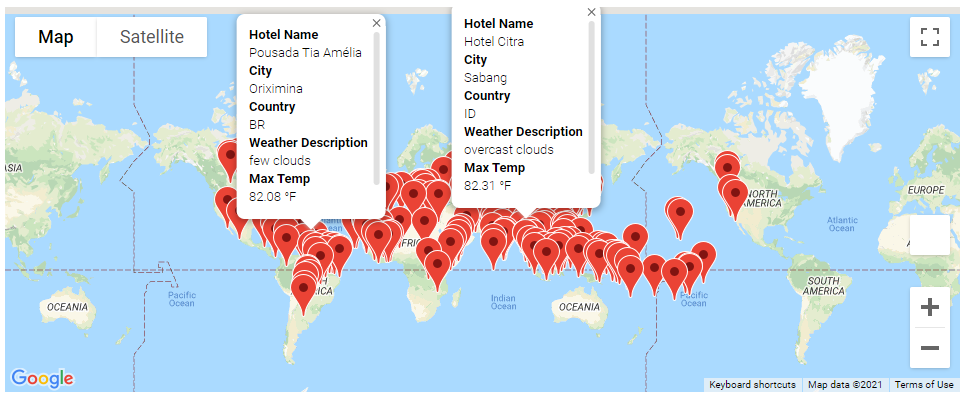 Map
Satellite
Hotel Name
Pousada Tia Amélia
City
Oriximina
Country
BR
Weather Description
few clouds
Max Temp
82.08 °F
Hotel Name
Hotel Citra
City
Sabang
Country
ID
Weather Description
overcast clouds
Max Temp
82.31 °F
ASIA
NORTH
AMERICA
EUROPE
Atlantic
Ocean
Pacific
Ocean
OCEANIA
SOUTH
AMERICA
Indian
Ocean
OCEANIA
Pacific
Ocean
SOUTH
AMERICA
Google
Keyboard shortcuts
Map data ©2021
Terms of Use